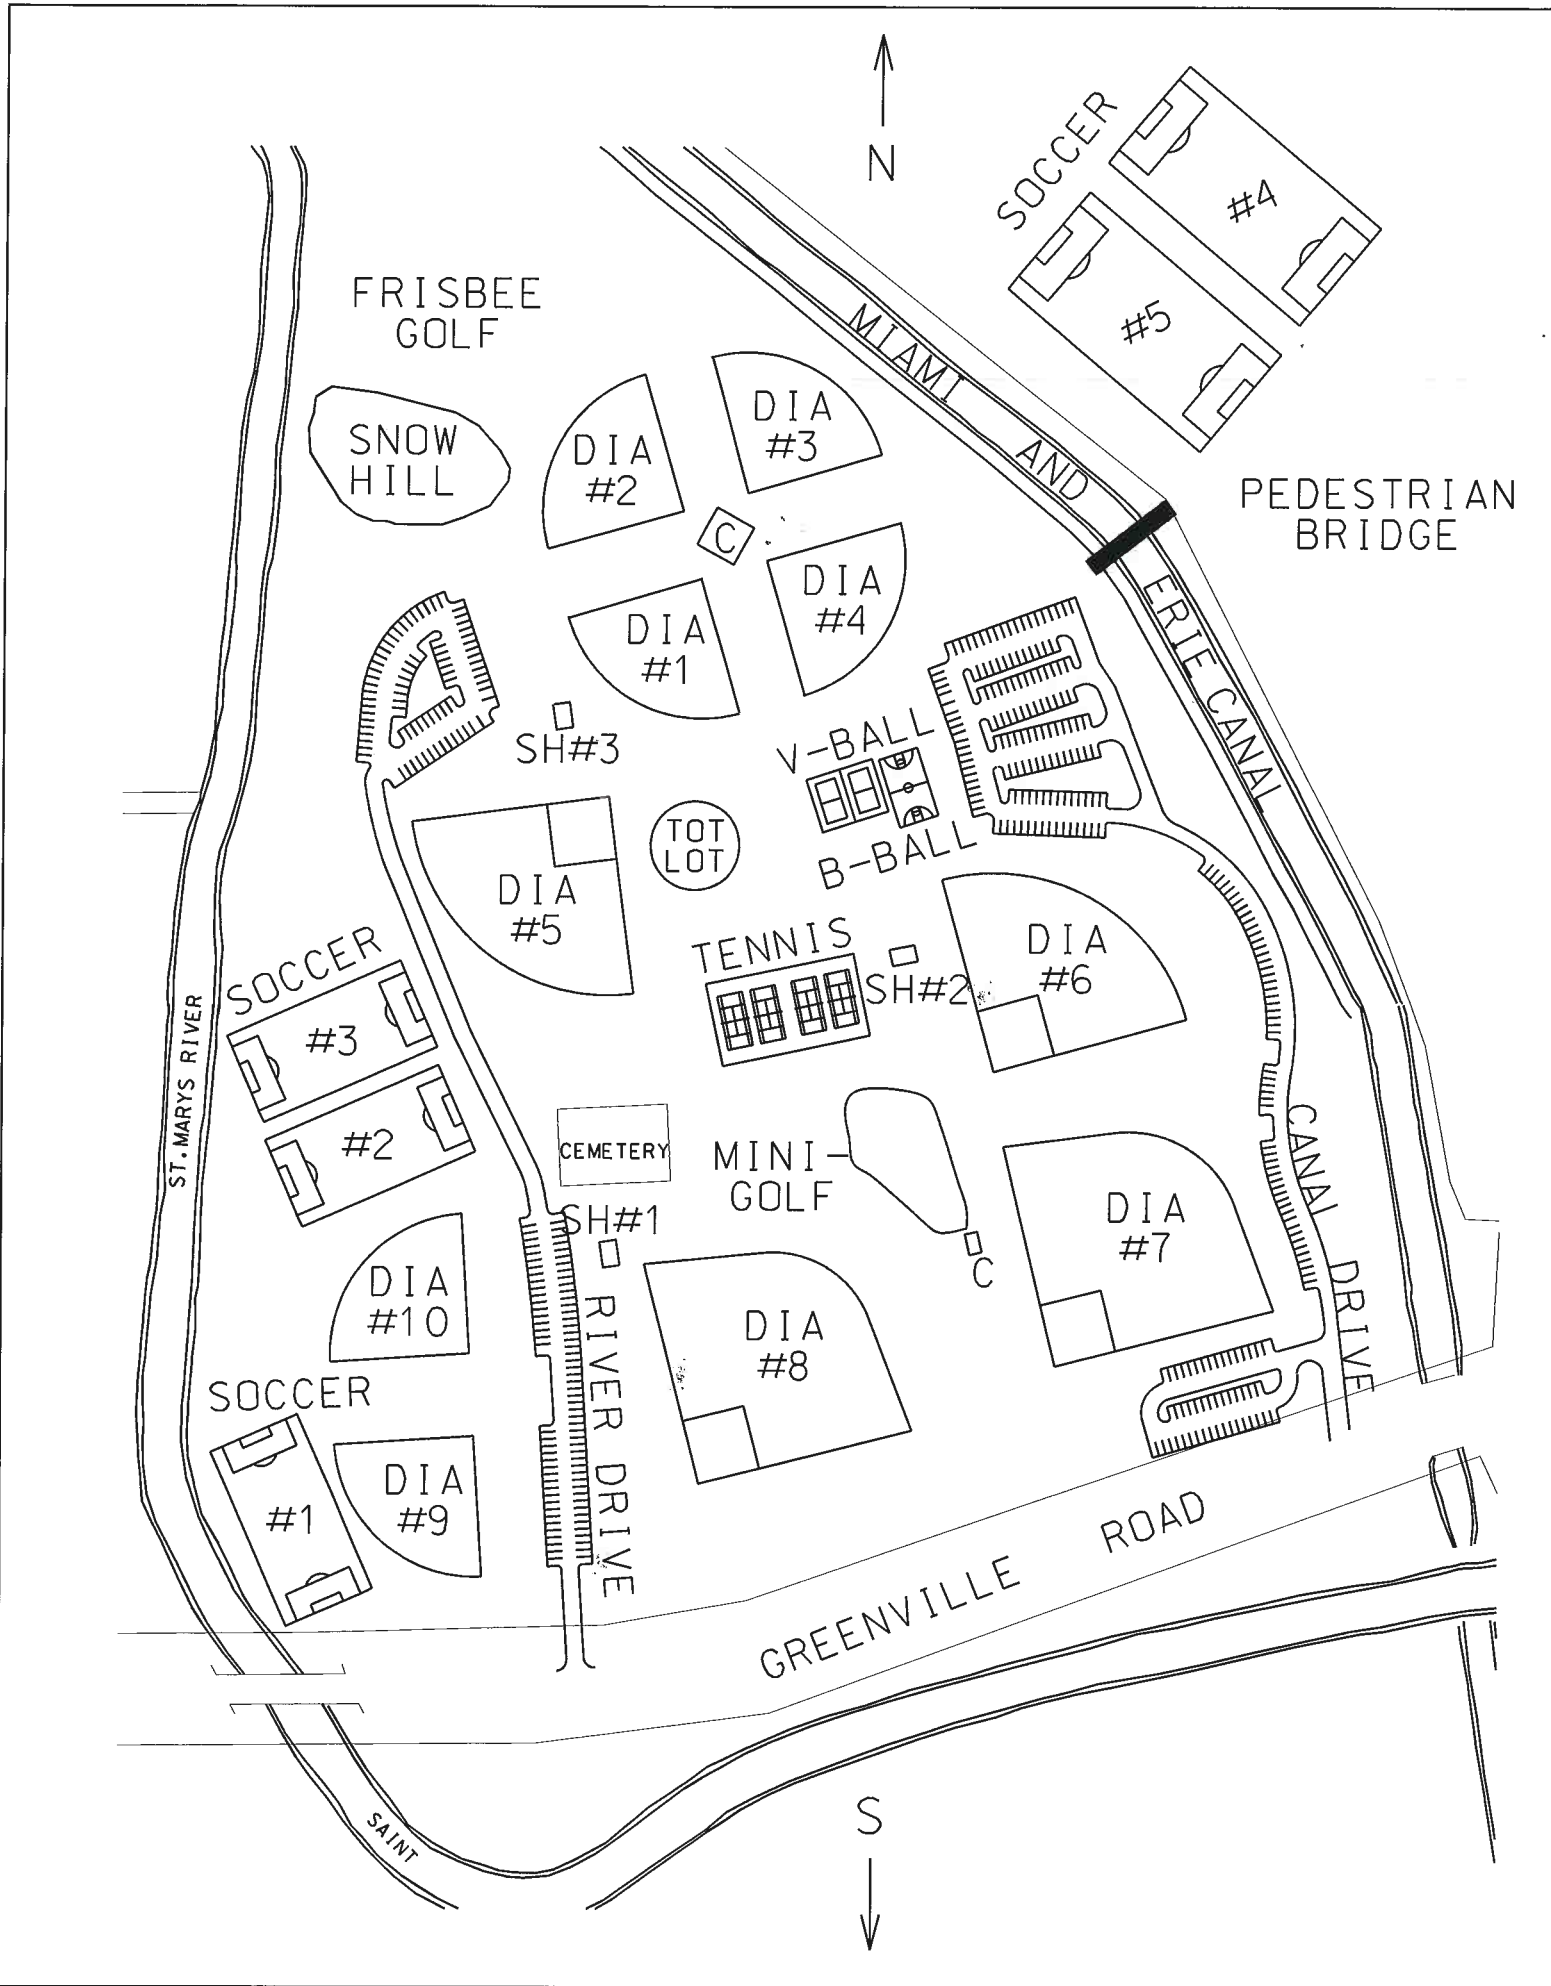 N
SOCCER
#4
#5
FRISBEE
GOLF
MIAMI AND ERIE CANAL
SNOW
HILL
DIA
#2
DIA
#3
C
PEDESTRIAN
BRIDGE
DIA
#1
DIA
#4
SH#3
V-BALL
B-BALL
TOT
LOT
DIA
#5
TENNIS
SH#2
DIA
#6
SOCCER
#3
#2
ST.MARYS RIVER
CEMETERY
MINI-
GOLF
SH#1
C
DIA
#7
CANAL DRIVE
DIA
#10
RIVER DRIVE
DIA
#8
SOCCER
#1
DIA
#9
GREENVILLE ROAD
SAINT
S